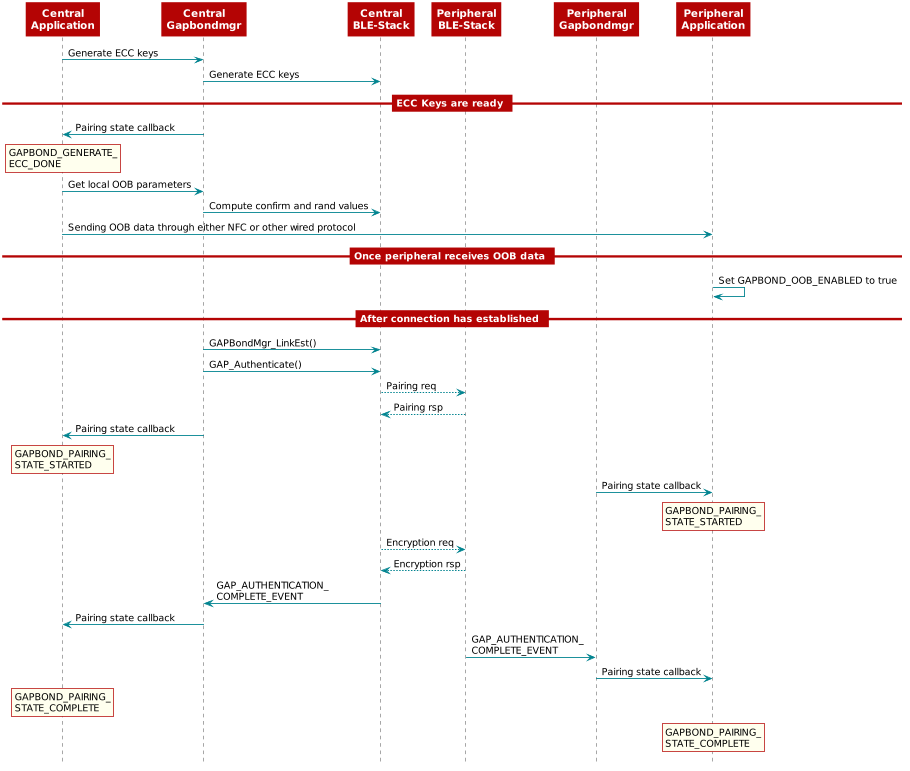 Central
Application
Central
Gapbondmgr
Central
BLE-Stack
Peripheral
BLE-Stack
Peripheral
Gapbondmgr
Peripheral
Application
Generate ECC keys
Generate ECC keys
ECC Keys are ready
Pairing state callback
GAPBOND_GENERATE_
ECC_DONE
Get local OOB parameters
Compute confirm and rand values
Sending OOB data through either NFC or other wired protocol
Once peripheral receives OOB data
Set GAPBOND_OOB_ENABLED to true
After connection has established
GAPBondMgr_LinkEst()
GAP_Authenticate()
Pairing req
Pairing rsp
Pairing state callback
GAPBOND_PAIRING_
STATE_STARTED
Pairing state callback
GAPBOND_PAIRING_
STATE_STARTED
Encryption req
Encryption rsp
GAP_AUTHENTICATION_
COMPLETE_EVENT
Pairing state callback
GAP_AUTHENTICATION_
COMPLETE_EVENT
Pairing state callback
GAPBOND_PAIRING_
STATE_COMPLETE
GAPBOND_PAIRING_
STATE_COMPLETE